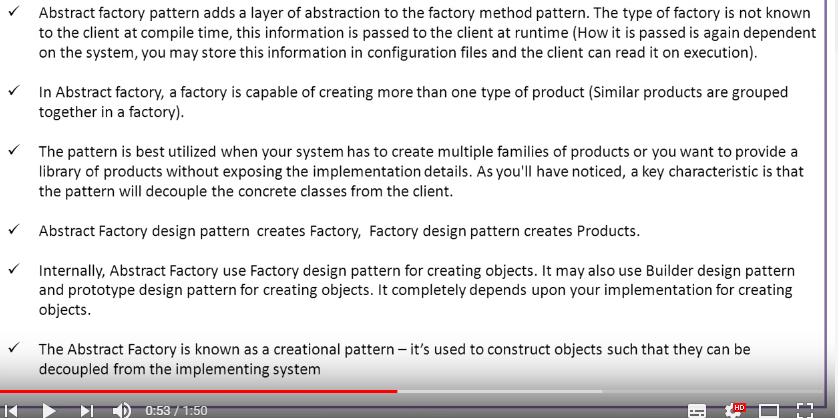 Abstract factory pattern adds a layer of abstraction to the factory method pattern. The type of factory is not known
to the client at compile time, this information is passed to the client at runtime (How it is passed is again dependent
on the system, you may store this information in configuration files and the client can read it on execution).
In Abstract factory, a factory is capable of creating more than one type of product (Similar products are grouped
together in a factory).
The pattern is best utilized when your system has to create multiple families of products or you want to provide a
library of products without exposing the implementation details. As you'll have noticed, a key characteristic is that
the pattern will decouple the concrete classes from the client.
Abstract Factory design pattern creates Factory, Factory design pattern creates Products.
Internally, Abstract Factory use Factory design pattern for creating objects. It may also use Builder design pattern
and prototype design pattern for creating objects. It completely depends upon your implementation for creating
objects.
The Abstract Factory is known as a creational pattern – it’s used to construct objects such that they can be
decoupled from the implementing system
0:53 / 1:50
HD